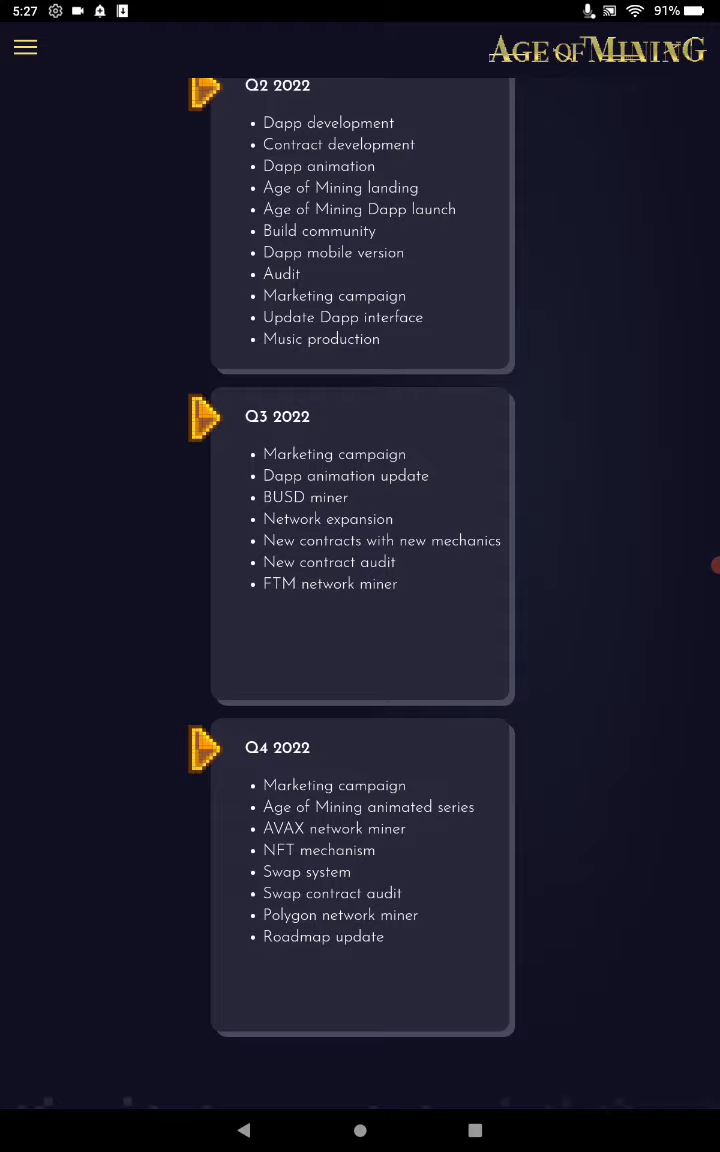 5:27
91%
AGE OF MINING
Q2 2022
• Dapp development
• Contract development
• Dapp animation
• Age of Mining landing
• Age of Mining Dapp launch
• Build community
• Dapp mobile version
• Audit
• Marketing campaign
• Update Dapp interface
• Music production
Q3 2022
• Marketing campaign
• Dapp animation update
• BUSD miner
• Network expansion
• New contracts with new mechanics
• New contract audit
• FTM network miner
Q4 2022
• Marketing campaign
• Age of Mining animated series
• AVAX network miner
• NFT mechanism
• Swap system
• Swap contract audit
• Polygon network miner
• Roadmap update